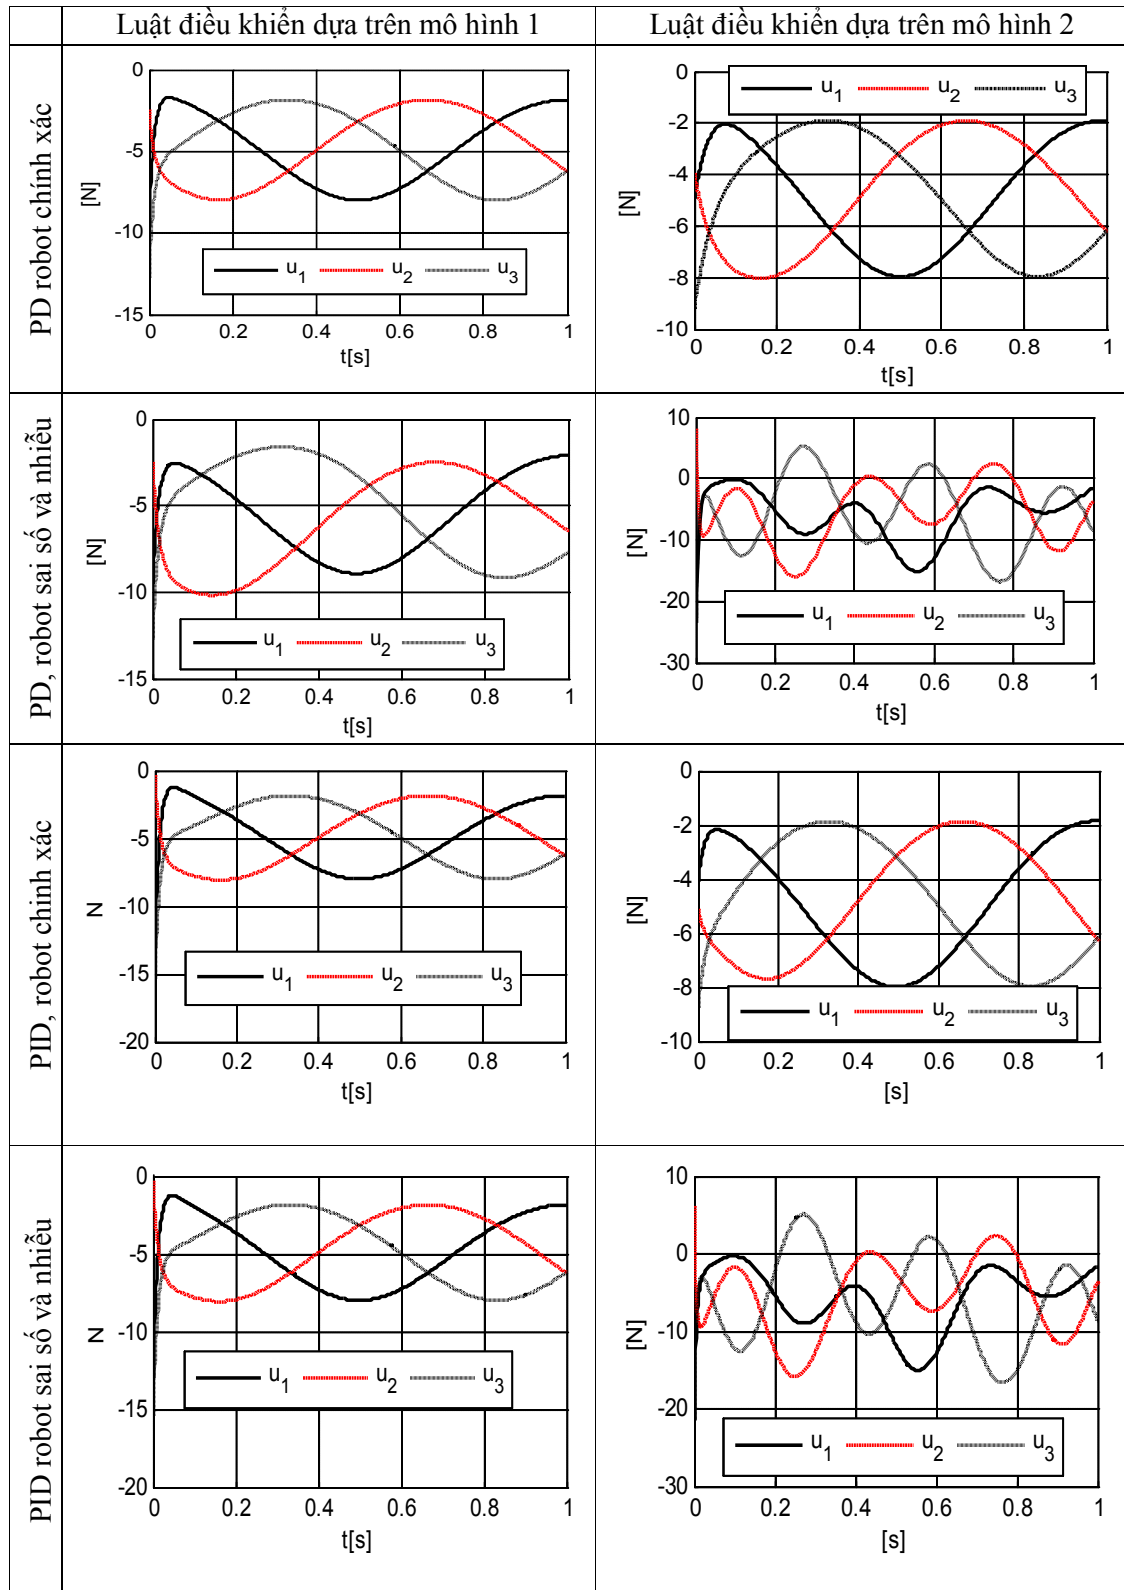 Luật điều khiển dựa trên mô hình 1
Luật điều khiển dựa trên mô hình 2
PD robot chính xác
0
-5
-10
-15
[N]
u1 u2 u3
0 0.2 0.4 0.6 0.8 1
t[s]
0
-2
-4
-6
-8
-10
[N]
u1 u2 u3
0 0.2 0.4 0.6 0.8 1
t[s]
PD, robot sai số và nhiễu
0
-5
-10
-15
[N]
u1 u2 u3
0 0.2 0.4 0.6 0.8 1
t[s]
10
0
-10
-20
-30
[N]
u1 u2 u3
0 0.2 0.4 0.6 0.8 1
t[s]
PID, robot chinh xác
0
-5
-10
-15
-20
N
u1 u2 u3
0 0.2 0.4 0.6 0.8 1
t[s]
0
-2
-4
-6
-8
-10
[N]
u1 u2 u3
0 0.2 0.4 0.6 0.8 1
[s]
PID robot sai số và nhiễu
0
-5
-10
-15
-20
N
u1 u2 u3
0 0.2 0.4 0.6 0.8 1
t[s]
10
0
-10
-20
-30
[N]
u1 u2 u3
0 0.2 0.4 0.6 0.8 1
[s]